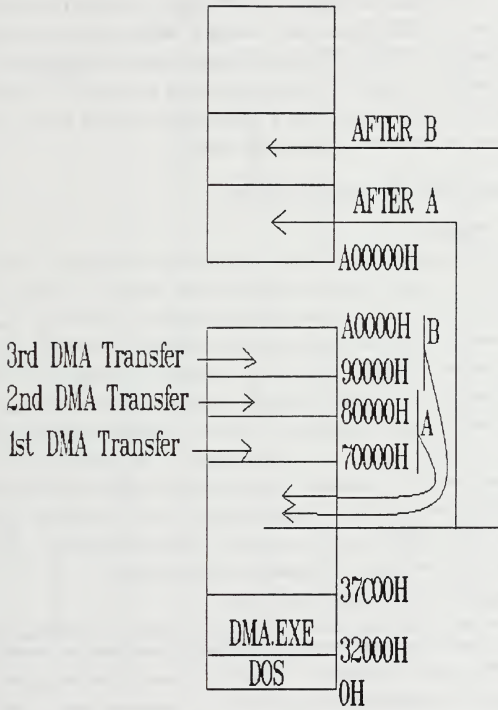 AFTER B
AFTER A
A00000H
A0000H
B
3rd DMA Transfer
90000H
2nd DMA Transfer
80000H
A
1st DMA Transfer
70000H
37C00H
DMA.EXE
32000H
DOS
0H